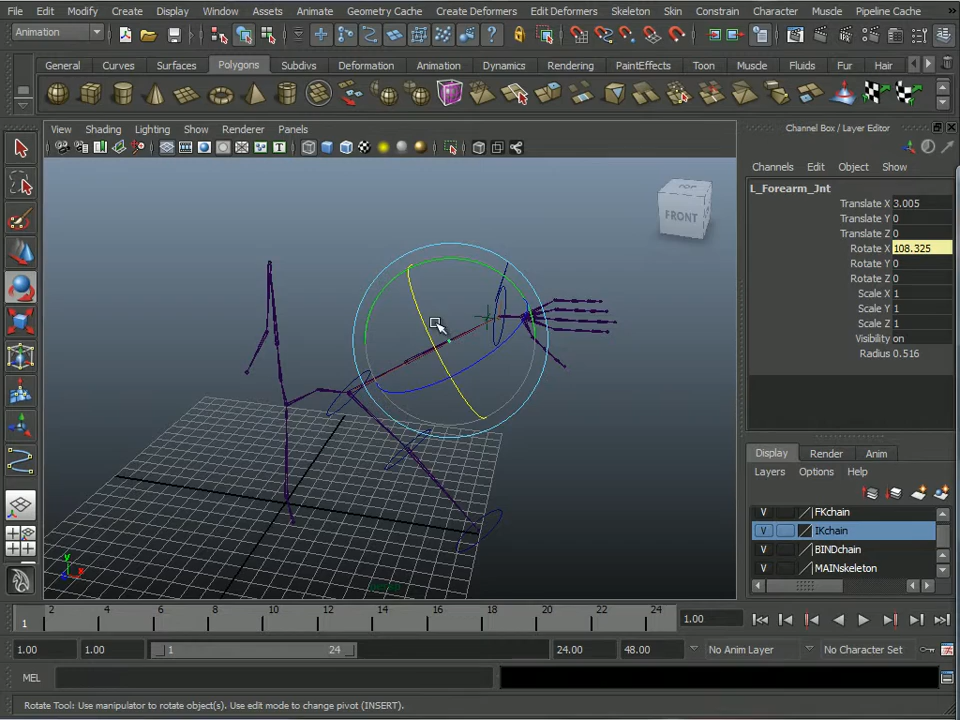 File Edit Modify Create Display Window Assets Animate Geometry Cache Create Deformers Edit Deformers Skeleton Skin Constrain Character Muscle Pipeline Cache »
Animation
General Curves Surfaces Polygons Subdivs Deformation Animation Dynamics Rendering PaintEffects Toon Muscle Fluids Fur Hair
View Shading Lighting Show Renderer Panels
Channel Box / Layer Editor
Channels Edit Object Show
L_Forearm_Jnt
Translate X 3.005
Translate Y 0
Translate Z 0
Rotate X 108.325
Rotate Y 0
Rotate Z 0
Scale X 1
Scale Y 1
Scale Z 1
Visibility on
Radius 0.516
FRONT
y
Display Render Anim
Layers Options Help
V FKchain
V IKchain
V BINDchain
V MAINskeleton
1 2 4 6 8 10 12 14 16 18 20 22 24 1.00
1.00 1.00 1 24 24.00 48.00 No Anim Layer No Character Set
MEL
Rotate Tool: Use manipulator to rotate object(s). Use edit mode to change pivot (INSERT).